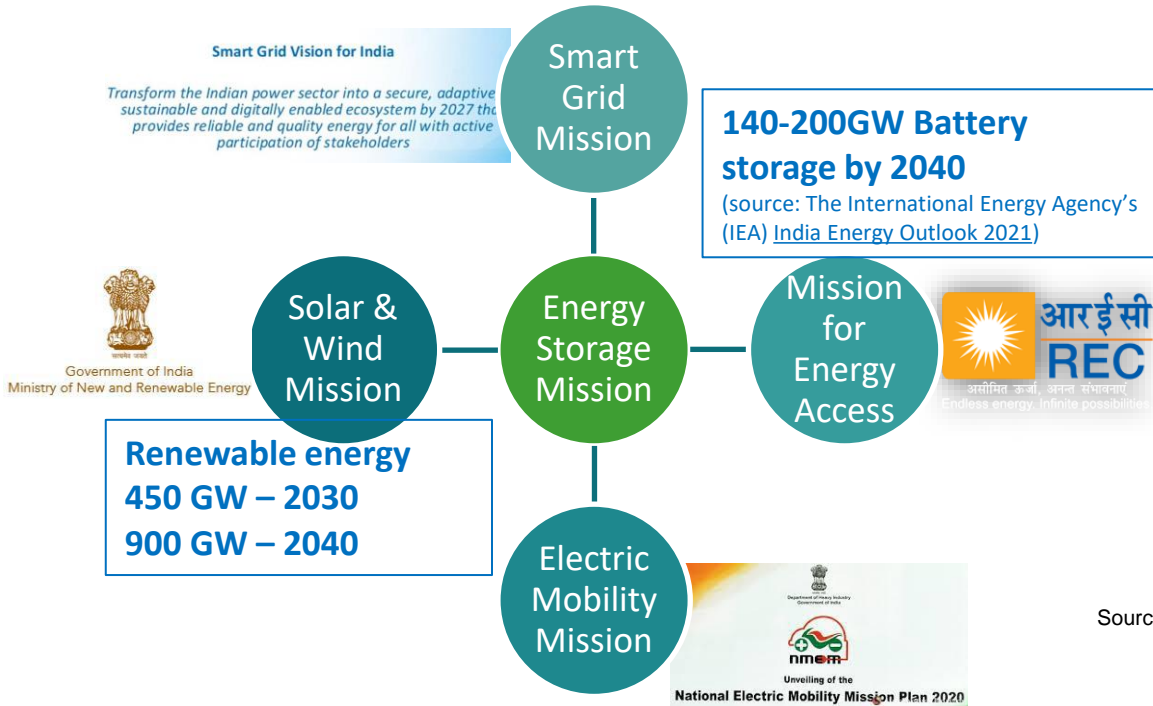 Smart Grid Vision for India
Transform the Indian power sector into a secure, adaptive
sustainable and digitally enabled ecosystem by 2027 tha
provides reliable and quality energy for all with active
participation of stakeholders
Smart
Grid
Mission
140-200GW Battery
storage by 2040
(source: The International Energy Agency’s
(IEA) India Energy Outlook 2021)
सत्यमेव जयते
Government of India
Ministry of New and Renewable Energy
Solar &
Wind
Mission
Energy
Storage
Mission
Mission
for
Energy
Access
आर ई सी
REC
असीमित ऊर्जा, अनन्त संभावनाएं
Endless energy. Infinite possibilities
Renewable energy
450 GW – 2030
900 GW – 2040
Electric
Mobility
Mission
Department of Heavy Industry
Government of India
nmem
Unveiling of the
National Electric Mobility Mission Plan 2020
Sourc